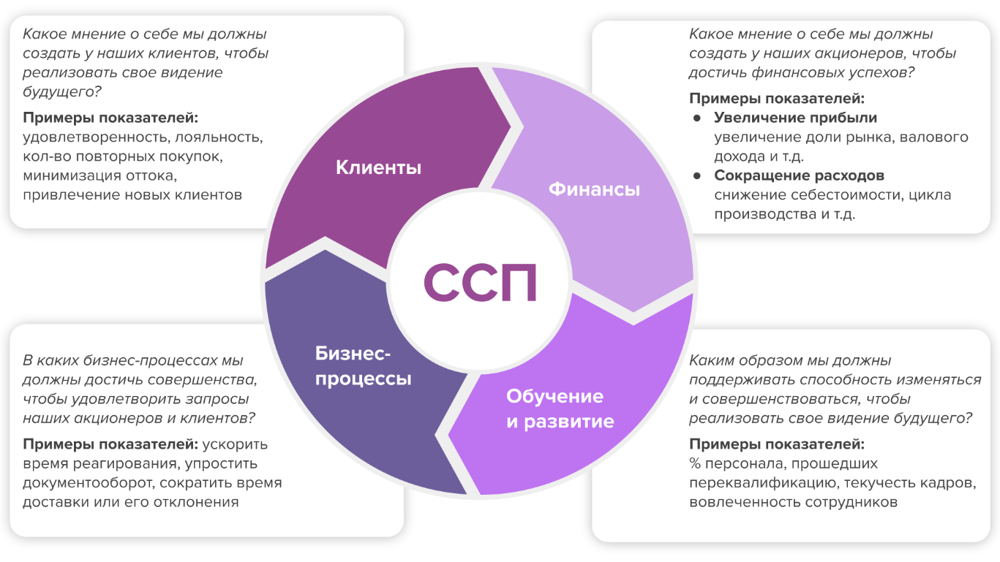 Какое мнение о себе мы должны
создать у наших клиентов, чтобы
реализовать свое видение
будущего?
Примеры показателей:
удовлетворенность, лояльность,
кол-во повторных покупок,
минимизация оттока,
привлечение новых клиентов
Какое мнение о себе мы должны
создать у наших акционеров, чтобы
достичь финансовых успехов?
Примеры показателей:
● Увеличение прибыли
увеличение доли рынка, валового
дохода и т.д.
● Сокращение расходов
снижение себестоимости, цикла
производства и т.д.
Клиенты
Финансы
ССП
Бизнес-
процессы
Обучение
и развитие
В каких бизнес-процессах мы
должны достичь совершенства,
чтобы удовлетворить запросы
наших акционеров и клиентов?
Примеры показателей: ускорить
время реагирования, упростить
документооборот, сократить время
доставки или его отклонения
Каким образом мы должны
поддерживать способность изменяться
и совершенствоваться, чтобы
реализовать свое видение будущего?
Примеры показателей:
% персонала, прошедших
переквалификацию, текучесть кадров,
вовлеченность сотрудников